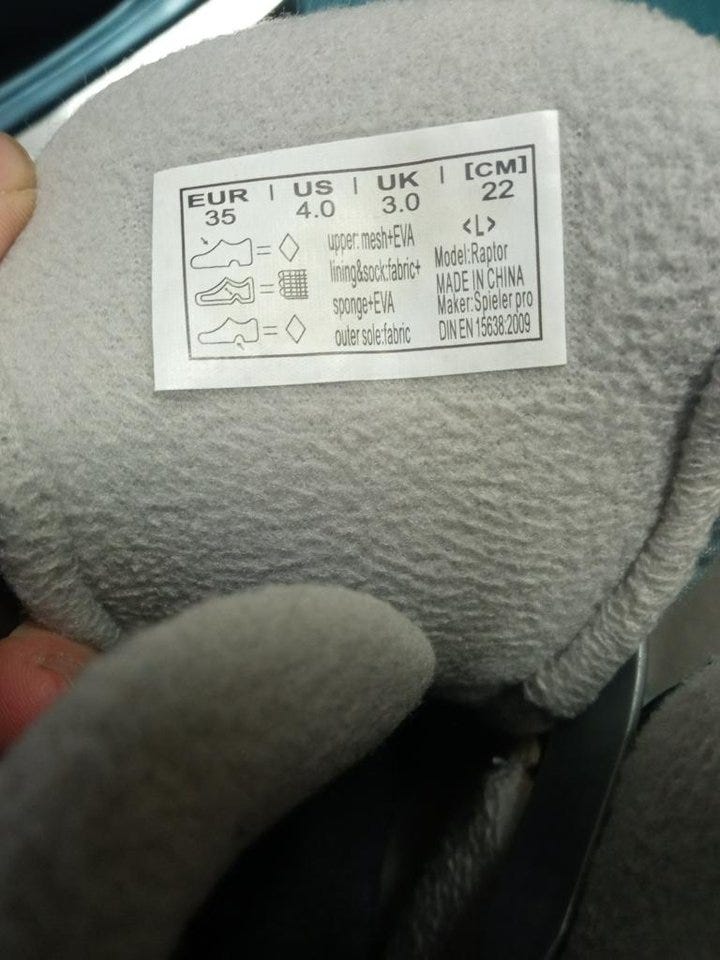 EUR | US | UK | [CM]
35 4.0 3.0 22
<L>
upper: mesh+EVA
lining&sock:fabric+
sponge+EVA
outer sole:fabric
Model:Raptor
MADE IN CHINA
Maker:Spieler pro
DIN EN 15638:2009